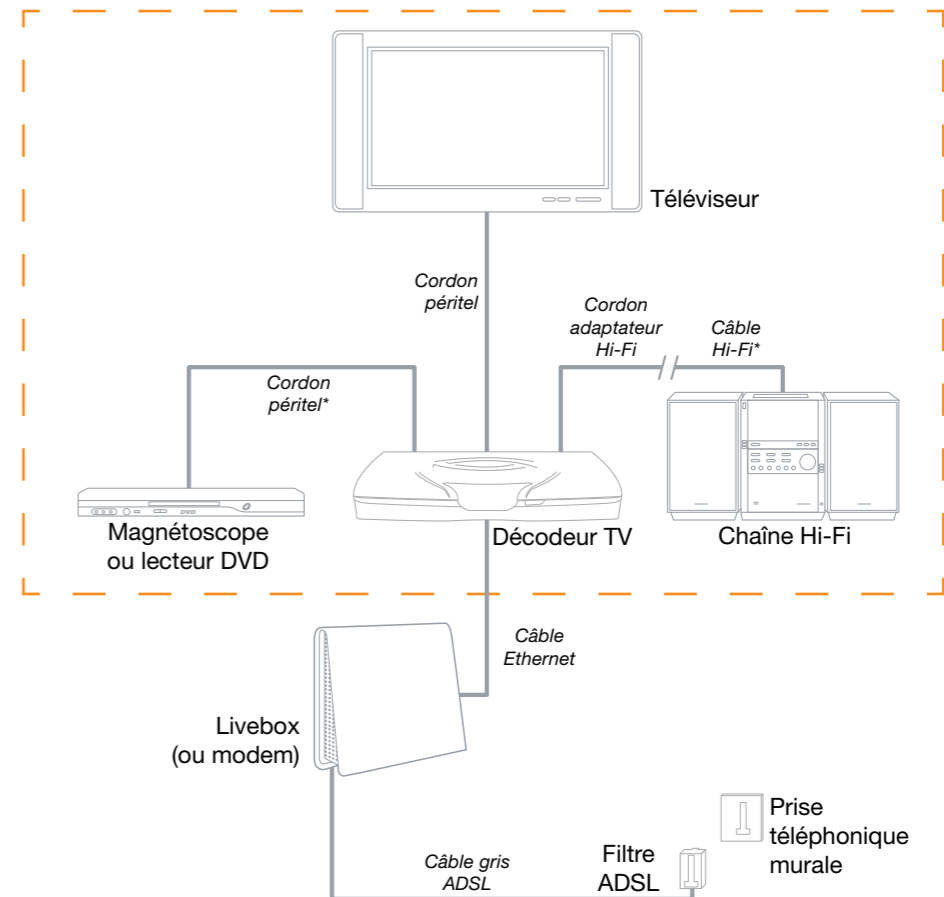 Téléviseur
Cordon
péritel
Cordon
adaptateur
Hi-Fi
Câble
Hi-Fi*
Cordon
péritel*
DVD
Magnétoscope
ou lecteur DVD
Décodeur TV
Chaîne Hi-Fi
Câble
Ethernet
Livebox
(ou modem)
Prise
téléphonique
murale
Filtre
ADSL
Câble gris
ADSL